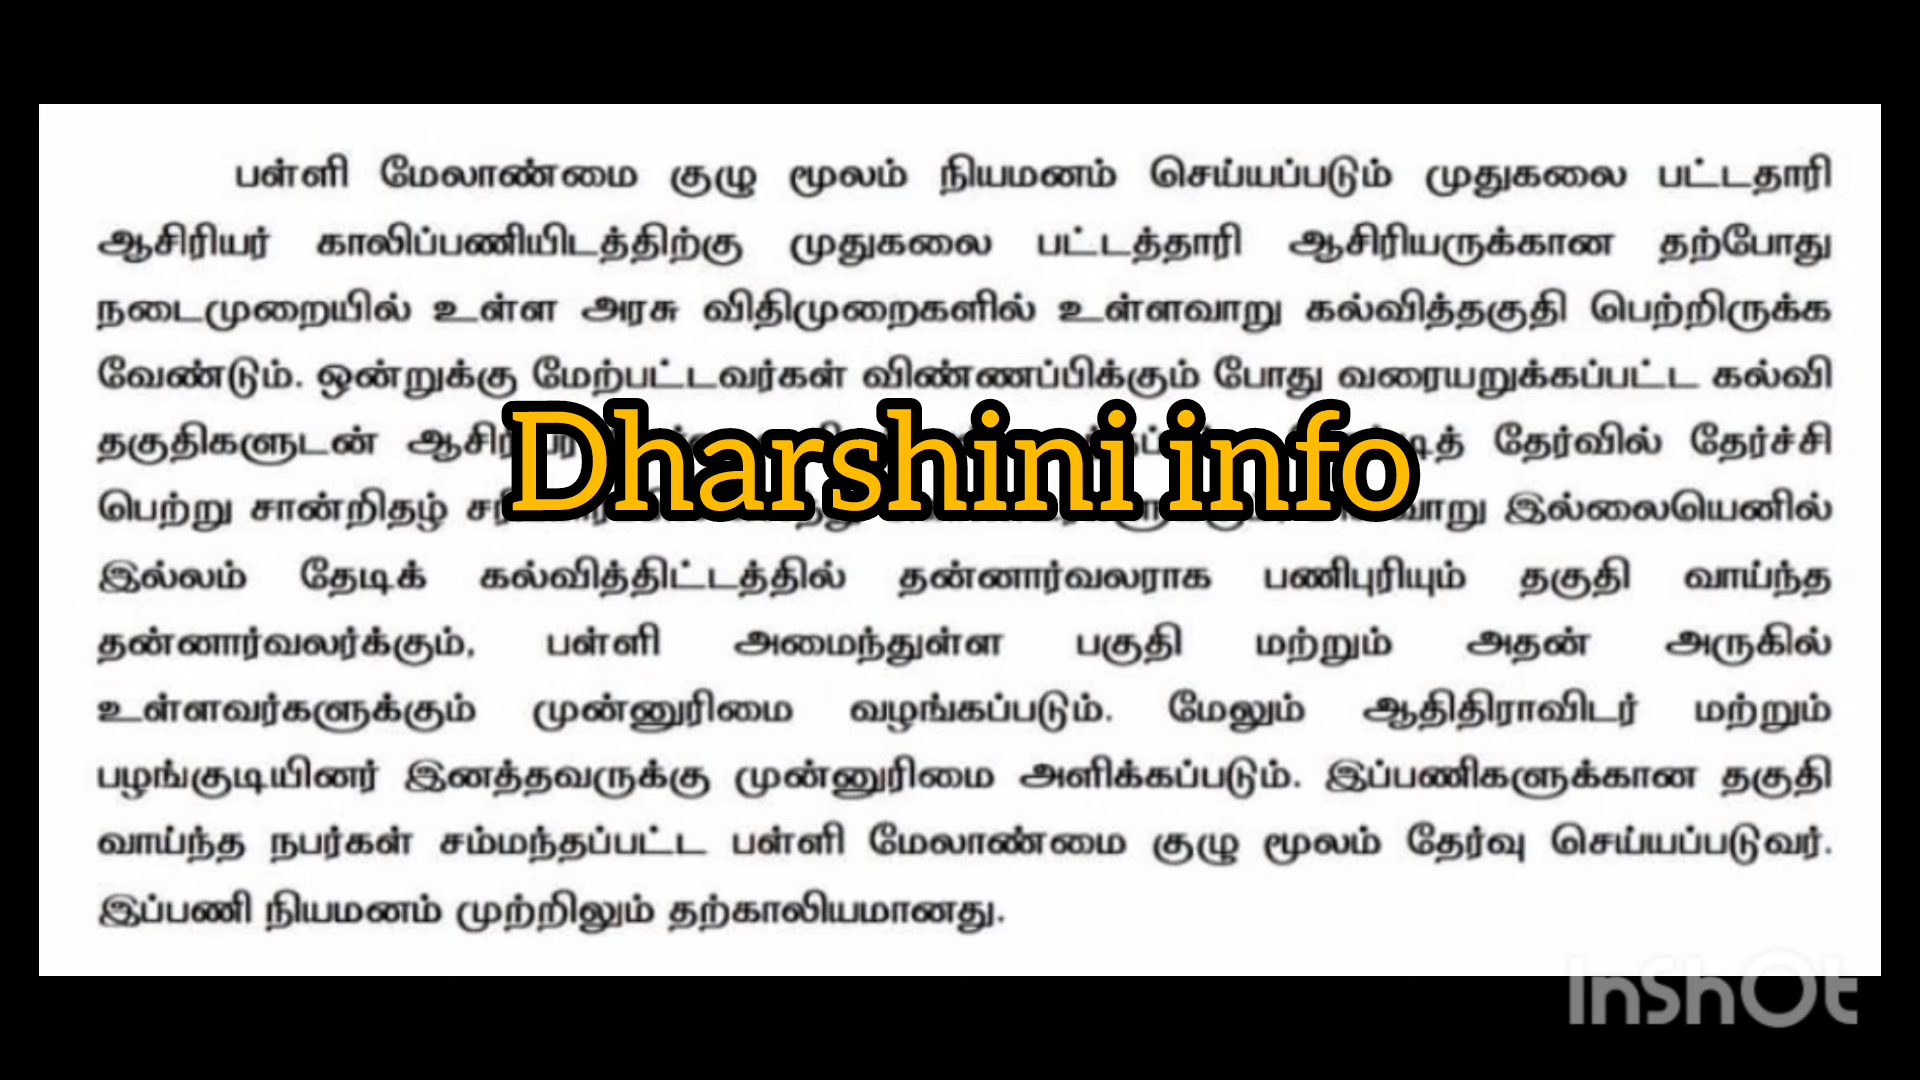 பள்ளி மேலாண்மை குழு மூலம் நியமனம் செய்யப்படும் முதுகலை பட்டதாரி
ஆசிரியர் காலிப்பணியிடத்திற்கு முதுகலை பட்டத்தாரி ஆசிரியருக்கான தற்போது
நடைமுறையில் உள்ள அரசு விதிமுறைகளில் உள்ளவாறு கல்வித்தகுதி பெற்றிருக்க
வேண்டும். ஒன்றுக்கு மேற்பட்டவர்கள் விண்ணப்பிக்கும் போது வரையறுக்கப்பட்ட கல்வி
தகுதிகளுடன் தேர்வில் தேர்ச்சி
Dharshini info
பெற்று சான்றிதழ் இல்லையெனில்
இல்லம் தேடிக் கல்வித்திட்டத்தில் தன்னார்வலராக பணிபுரியும் தகுதி வாய்ந்த
தன்னார்வலர்க்கும், பள்ளி அமைந்துள்ள பகுதி மற்றும் அதன் அருகில்
உள்ளவர்களுக்கும் முன்னுரிமை வழங்கப்படும். மேலும் ஆதிதிராவிடர் மற்றும்
பழங்குடியினர் இனத்தவருக்கு முன்னுரிமை அளிக்கப்படும். இப்பணிகளுக்கான தகுதி
வாய்ந்த நபர்கள் சம்மந்தப்பட்ட பள்ளி மேலாண்மை குழு மூலம் தேர்வு செய்யப்படுவர்.
இப்பணி நியமனம் முற்றிலும் தற்காலியமானது.
InShOt